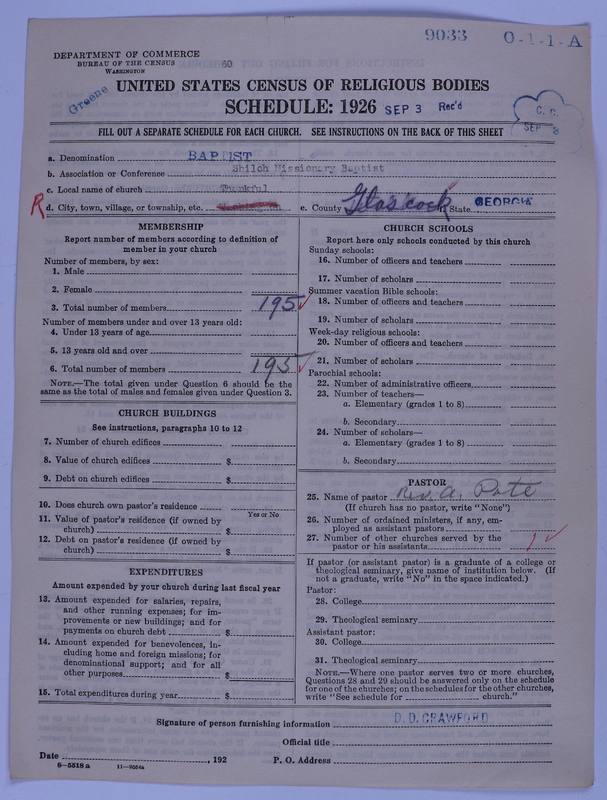 9033 O-1-1-A
DEPARTMENT OF COMMERCE
BUREAU OF THE CENSUS
WASHINGTON
60
Greene
UNITED STATES CENSUS OF RELIGIOUS BODIES
SCHEDULE: 1926 SEP 3 Rec'd
C. C.
SEP 8
FILL OUT A SEPARATE SCHEDULE FOR EACH CHURCH. SEE INSTRUCTIONS ON THE BACK OF THIS SHEET
a. Denomination BAPTIST
b. Association or Conference Shiloh Missionary Baptist
c. Local name of church Thankful
R d. City, town, village, or township, etc. e. County Glascock State GEORGIA
MEMBERSHIP
Report number of members according to definition of
member in your church
Number of members, by sex:
1. Male
2. Female
3. Total number of members 195
Number of members under and over 13 years old:
4. Under 13 years of age
5. 13 years old and over
6. Total number of members 195
NOTE.—The total given under Question 6 should be the
same as the total of males and females given under Question 3.
CHURCH BUILDINGS
See instructions, paragraphs 10 to 12
7. Number of church edifices
8. Value of church edifices $
9. Debt on church edifices $
10. Does church own pastor's residence
Yes or No
11. Value of pastor's residence (if owned by
church) $
12. Debt on pastor's residence (if owned by
church) $
EXPENDITURES
Amount expended by your church during last fiscal year
13. Amount expended for salaries, repairs,
and other running expenses; for im-
provements or new buildings; and for
payments on church debt $
14. Amount expended for benevolences, in-
cluding home and foreign missions; for
denominational support; and for all
other purposes $
15. Total expenditures during year $
CHURCH SCHOOLS
Report here only schools conducted by this church
Sunday schools:
16. Number of officers and teachers
17. Number of scholars
Summer vacation Bible schools:
18. Number of officers and teachers
19. Number of scholars
Week-day religious schools:
20. Number of officers and teachers
21. Number of scholars
Parochial schools:
22. Number of administrative officers
23. Number of teachers—
a. Elementary (grades 1 to 8)
b. Secondary
24. Number of scholars—
a. Elementary (grades 1 to 8)
b. Secondary
PASTOR
25. Name of pastor Rev. A. Pate
(If church has no pastor, write "None")
26. Number of ordained ministers, if any, em-
ployed as assistant pastors
27. Number of other churches served by the
pastor or his assistants 1
If pastor (or assistant pastor) is a graduate of a college or
theological seminary, give name of institution below. (If
not a graduate, write "No" in the space indicated.)
Pastor:
28. College
29. Theological seminary
Assistant pastor:
30. College
31. Theological seminary
NOTE.—Where one pastor serves two or more churches,
Questions 28 and 29 should be answered only on the schedule
for one of the churches; on the schedules for the other churches,
write "See schedule for church."
Signature of person furnishing information D. D. CRAWFORD
Official title
Date , 192 P. O. Address
8-5518a 11-9054a